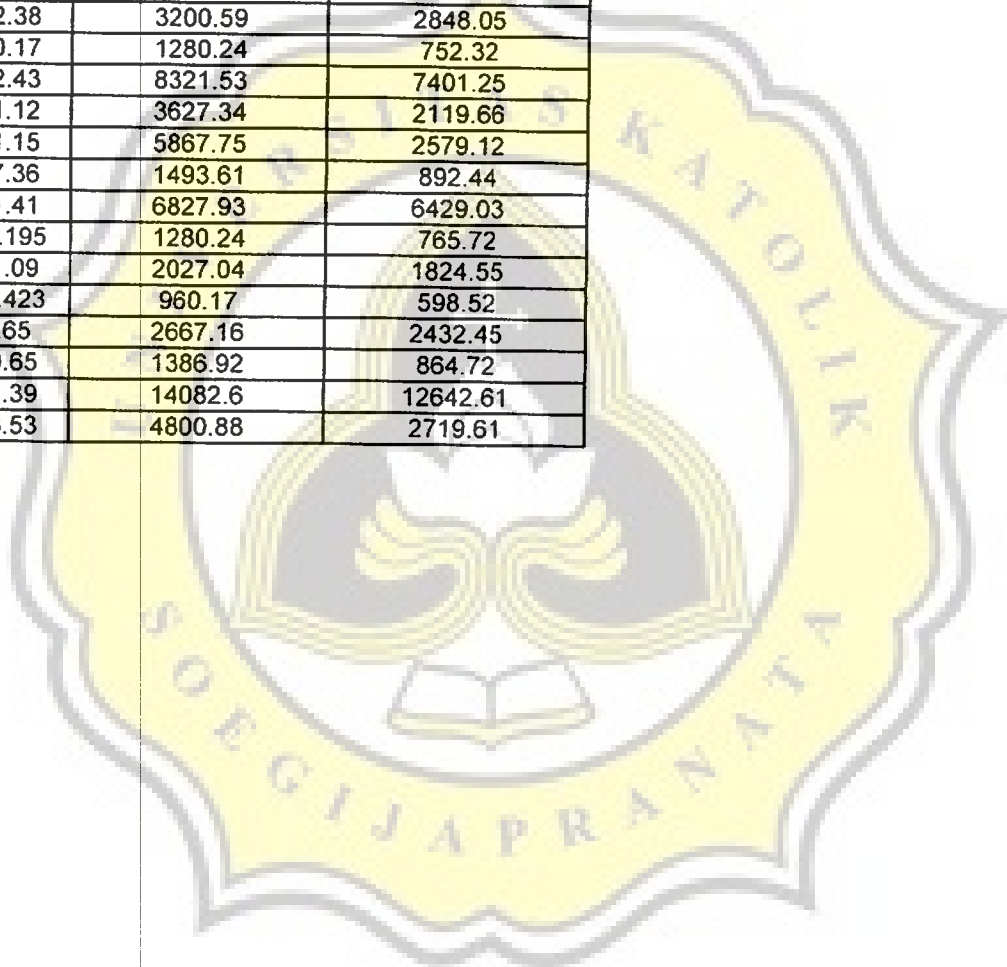 2.38 3200.59 2848.05
0.17 1280.24 752.32
2.43 8321.53 7401.25
1.12 3627.34 2119.66
.15 5867.75 2579.12
7.36 1493.61 892.44
.41 6827.93 6429.03
.195 1280.24 765.72
.09 2027.04 1824.55
.423 960.17 598.52
.65 2667.16 2432.45
.65 1386.92 864.72
.39 14082.6 12642.61
.53 4800.88 2719.61
UNIVERSITAS KATOLIK
SOEGIJAPRANATA